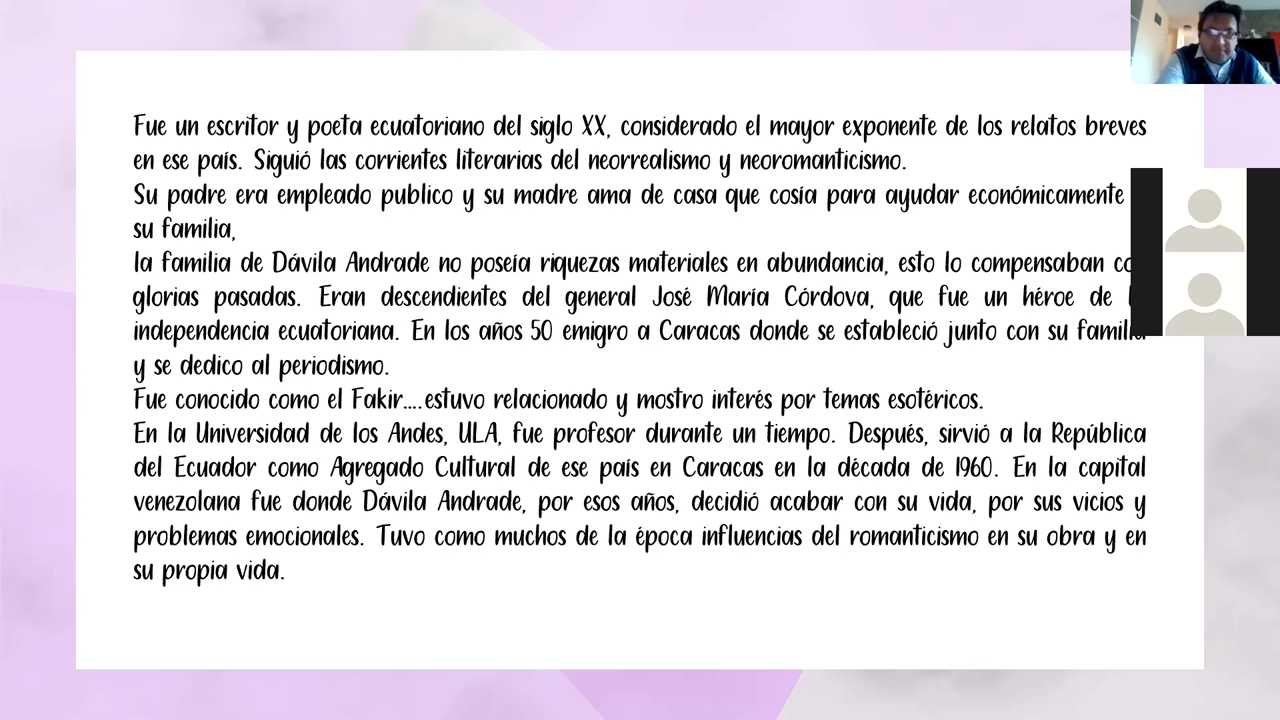 Fue un escritor y poeta ecuatoriano del siglo XX, considerado el mayor exponente de los relatos breves
en ese país. Siguió las corrientes literarias del neorrealismo y neoromanticismo.
Su padre era empleado publico y su madre ama de casa que cosía para ayudar económicamente
su familia,
la familia de Dávila Andrade no poseía riquezas materiales en abundancia, esto lo compensaban
glorias pasadas. Eran descendientes del general José María Córdova, que fue un héroe de
independencia ecuatoriana. En los años 50 emigro a Caracas donde se estableció junto con su familia
y se dedico al periodismo.
Fue conocido como el Fakir....estuvo relacionado y mostro interés por temas esotéricos.
En la Universidad de los Andes, ULA, fue profesor durante un tiempo. Después, sirvió a la República
del Ecuador como Agregado Cultural de ese país en Caracas en la década de 1960. En la capital
venezolana fue donde Dávila Andrade, por esos años, decidió acabar con su vida, por sus vicios y
problemas emocionales. Tuvo como muchos de la época influencias del romanticismo en su obra y en
su propia vida.